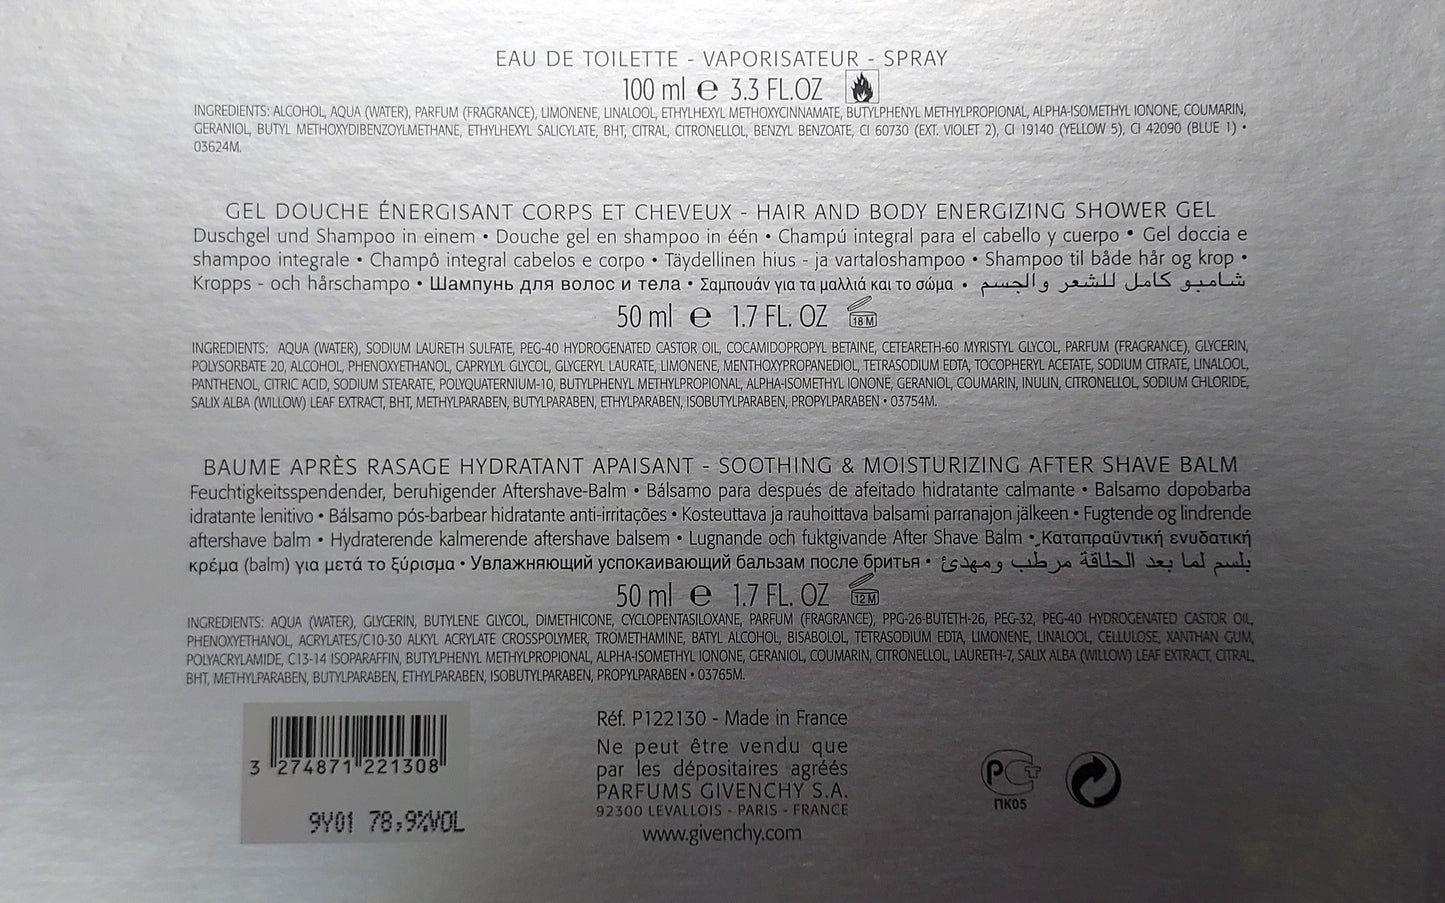 EAU DE TOILETTE - VAPORISATEUR - SPRAY
100 ml ℮ 3.3 FL.OZ
INGREDIENTS: ALCOHOL, AQUA (WATER), PARFUM (FRAGRANCE), LIMONENE, LINALOOL, ETHYLHEXYL METHOXYCINNAMATE, BUTYLPHENYL METHYLPROPIONAL, ALPHA-ISOMETHYL IONONE, COUMARIN,
GERANIOL, BUTYL METHOXYDIBENZOYLMETHANE, ETHYLHEXYL SALICYLATE, BHT, CITRAL, CITRONELLOL, BENZYL BENZOATE, CI 60730 (EXT. VIOLET 2), CI 19140 (YELLOW 5), CI 42090 (BLUE 1) •
03624M.
GEL DOUCHE ÉNERGISANT CORPS ET CHEVEUX - HAIR AND BODY ENERGIZING SHOWER GEL
Duschgel und Shampoo in einem • Douche gel en shampoo in één • Champú integral para el cabello y cuerpo • Gel doccia e
shampoo integrale • Champô integral cabelos e corpo • Täydellinen hius - ja vartaloshampoo • Shampoo til både hår og krop •
Kropps - och hårschampo • Шампунь для волос и тела • Σαμπουάν για τα μαλλιά και το σώμα • شامبو كامل للشعر والجسم
50 ml ℮ 1.7 FL. OZ 18 M
INGREDIENTS: AQUA (WATER), SODIUM LAURETH SULFATE, PEG-40 HYDROGENATED CASTOR OIL, COCAMIDOPROPYL BETAINE, CETEARETH-60 MYRISTYL GLYCOL, PARFUM (FRAGRANCE), GLYCERIN,
POLYSORBATE 20, ALCOHOL, PHENOXYETHANOL, CAPRYLYL GLYCOL, GLYCERYL LAURATE, LIMONENE, MENTHOXYPROPANEDIOL, TETRASODIUM EDTA, TOCOPHERYL ACETATE, SODIUM CITRATE, LINALOOL,
PANTHENOL, CITRIC ACID, SODIUM STEARATE, POLYQUATERNIUM-10, BUTYLPHENYL METHYLPROPIONAL, ALPHA-ISOMETHYL IONONE, GERANIOL, COUMARIN, INULIN, CITRONELLOL, SODIUM CHLORIDE,
SALIX ALBA (WILLOW) LEAF EXTRACT, BHT, METHYLPARABEN, BUTYLPARABEN, ETHYLPARABEN, ISOBUTYLPARABEN, PROPYLPARABEN • 03754M.
BAUME APRÈS RASAGE HYDRATANT APAISANT - SOOTHING & MOISTURIZING AFTER SHAVE BALM
Feuchtigkeitsspendender, beruhigender Aftershave-Balm • Bálsamo para después de afeitado hidratante calmante • Balsamo dopobarba
idratante lenitivo • Bálsamo pós-barbear hidratante anti-irritações • Kosteuttava ja rauhoittava balsami parranajon jälkeen • Fugtende og lindrende
aftershave balm • Hydraterende kalmerende aftershave balsem • Lugnande och fuktgivande After Shave Balm • Καταπραϋντική ενυδατική
κρέμα (balm) για μετά το ξύρισμα • Увлажняющий успокаивающий бальзам после бритья • بلسم لما بعد الحلاقة مرطب ومهدئ
50 ml ℮ 1.7 FL. OZ 12 M
INGREDIENTS: AQUA (WATER), GLYCERIN, BUTYLENE GLYCOL, DIMETHICONE, CYCLOPENTASILOXANE, PARFUM (FRAGRANCE), PPG-26-BUTETH-26, PEG-32, PEG-40 HYDROGENATED CASTOR OIL,
PHENOXYETHANOL, ACRYLATES/C10-30 ALKYL ACRYLATE CROSSPOLYMER, TROMETHAMINE, BATYL ALCOHOL, BISABOLOL, TETRASODIUM EDTA, LIMONENE, LINALOOL, CELLULOSE, XANTHAN GUM,
POLYACRYLAMIDE, C13-14 ISOPARAFFIN, BUTYLPHENYL METHYLPROPIONAL, ALPHA-ISOMETHYL IONONE, GERANIOL, COUMARIN, CITRONELLOL, LAURETH-7, SALIX ALBA (WILLOW) LEAF EXTRACT, CITRAL,
BHT, METHYLPARABEN, BUTYLPARABEN, ETHYLPARABEN, ISOBUTYLPARABEN, PROPYLPARABEN • 03765M.
3 274871 221308
9Y01 78,9%VOL
Réf. P122130 - Made in France
Ne peut être vendu que
par les dépositaires agréés
PARFUMS GIVENCHY S.A.
92300 LEVALLOIS - PARIS - FRANCE
www.givenchy.com
РСТ
ПК05